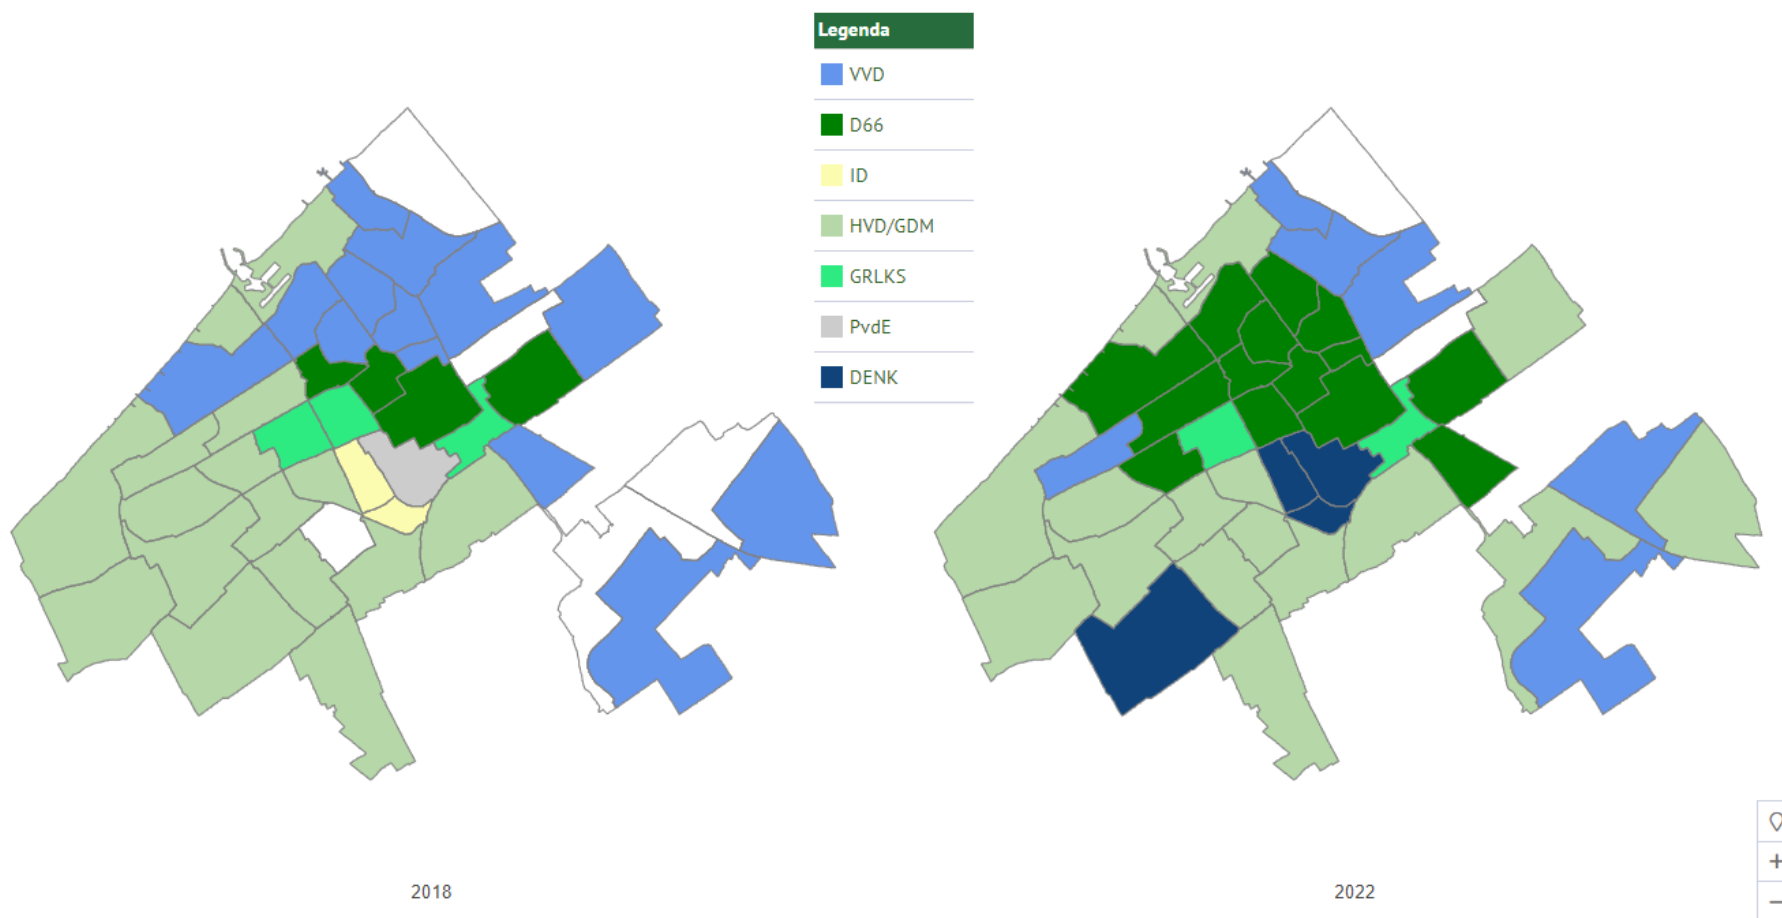 Legenda
VVD
D66
ID
HVD/GDM
GRLKS
PvdE
DENK
2018
2022
+
−